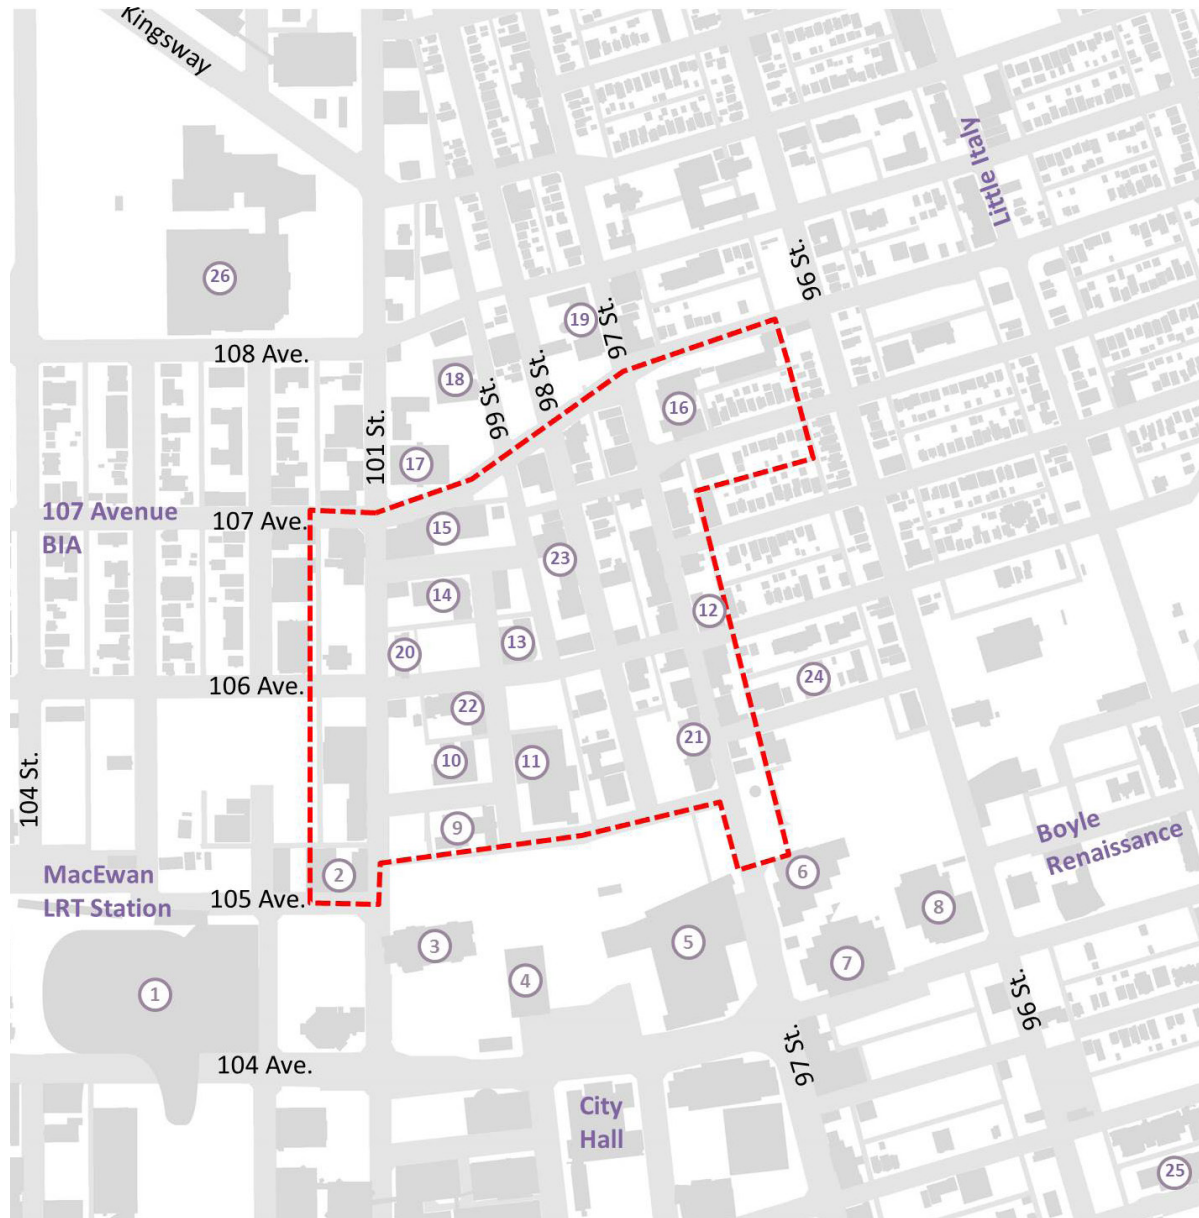 Kingsway
Little Italy
96 St.
26
19
97 St.
108 Ave.
18
98 St.
16
99 St.
101 St.
17
107 Avenue
BIA
107 Ave.
15
23
14
12
13
20
106 Ave.
24
22
21
10
11
104 St.
9
Boyle
Renaissance
MacEwan
LRT Station
2
105 Ave.
6
8
3
5
7
4
1
96 St.
97 St.
104 Ave.
City
Hall
25